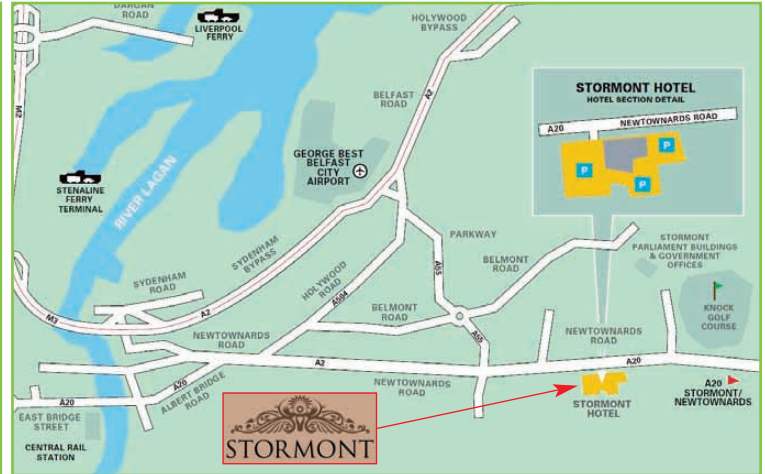 DARGAN
ROAD
LIVERPOOL
FERRY
HOLYWOOD
BYPASS
M2
BELFAST
ROAD
A2
STORMONT HOTEL
HOTEL SECTION DETAIL
A20
NEWTOWNARDS ROAD
P
P
P
GEORGE BEST
BELFAST
CITY
AIRPORT
STENALINE
FERRY
TERMINAL
RIVER LAGAN
SYDENHAM
BYPASS
PARKWAY
A55
BELMONT
ROAD
STORMONT
PARLIAMENT BUILDINGS
& GOVERNMENT
OFFICES
SYDENHAM
ROAD
HOLYWOOD
ROAD
A504
M3
A2
BELMONT
ROAD
A55
KNOCK
GOLF
COURSE
NEWTOWNARDS
ROAD
NEWTOWNARDS
ROAD
A2
A20
A20
ALBERT BRIDGE
ROAD
NEWTOWNARDS
ROAD
A20
STORMONT/
NEWTOWNARDS
STORMONT
HOTEL
A20
EAST BRIDGE
STREET
CENTRAL RAIL
STATION
STORMONT